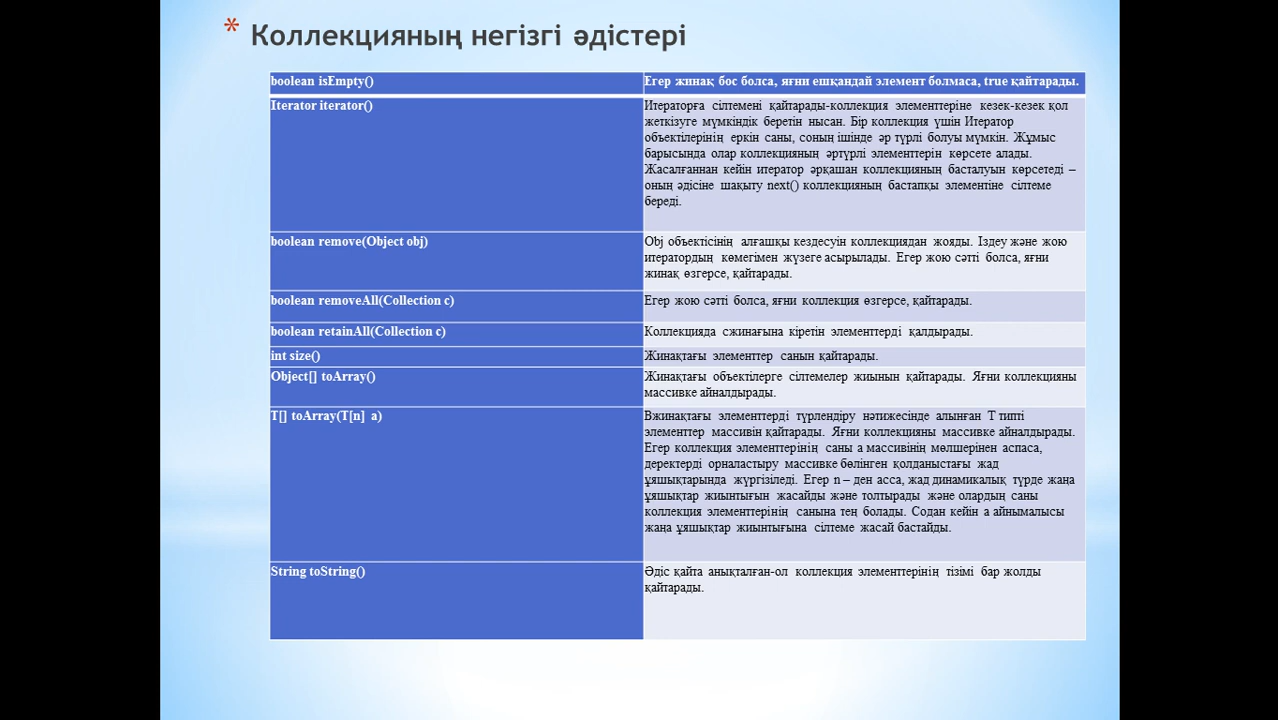 * Коллекцияның негізгі әдістері
boolean isEmpty()
Егер жинақ бос болса, яғни ешқандай элемент болмаса, true қайтарады.
Iterator iterator()
Итераторға сілтемені қайтарады-коллекция элементтеріне кезек-кезек қол
жеткізуге мүмкіндік беретін нысан. Бір коллекция үшін Итератор
объектілерінің еркін саны, соның ішінде әр түрлі болуы мүмкін. Жұмыс
барысында олар коллекцияның әртүрлі элементтерін көрсете алады.
Жасалғаннан кейін итератор әрқашан коллекцияның басталуын көрсетеді –
оның әдісіне шақыту next() коллекцияның бастапқы элементіне сілтеме
береді.
boolean remove(Object obj)
Obj объектісінің алғашқы кездесуін коллекциядан жояды. Іздеу және жою
итератордың көмегімен жүзеге асырылады. Егер жою сәтті болса, яғни
жинақ өзгерсе, қайтарады.
boolean removeAll(Collection c)
Егер жою сәтті болса, яғни коллекция өзгерсе, қайтарады.
boolean retainAll(Collection c)
Коллекцияда сжинағына кіретін элементтерді қалдырады.
int size()
Жинақтағы элементтер санын қайтарады.
Object[] toArray()
Жинақтағы объектілерге сілтемелер жиынын қайтарады. Яғни коллекцияны
массивке айналдырады.
T[] toArray(T[n] a)
Вжинақтағы элементтерді түрлендіру нәтижесінде алынған T типті
элементтер массивін қайтарады. Яғни коллекцияны массивке айналдырады.
Егер коллекция элементтерінің саны а массивінің мөлшерінен аспаса,
деректерді орналастыру массивке бөлінген қолданыстағы жад
ұяшықтарында жүргізіледі. Егер n – ден асса, жад динамикалық түрде жаңа
ұяшықтар жиынтығын жасайды және толтырады және олардың саны
коллекция элементтерінің санына тең болады. Содан кейін а айнымалысы
жаңа ұяшықтар жиынтығына сілтеме жасай бастайды.
String toString()
Әдіс қайта анықталған-ол коллекция элементтерінің тізімі бар жолды
қайтарады.